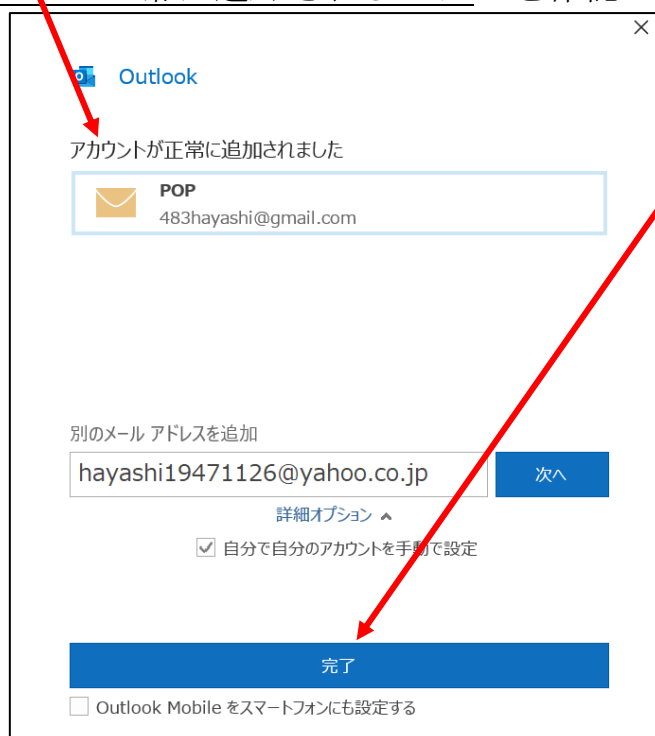 Outlook
アカウントが正常に追加されました
POP
483hayashi@gmail.com
別のメール アドレスを追加
hayashi19471126@yahoo.co.jp
次へ
詳細オプション
自分で自分のアカウントを手動で設定
完了
Outlook Mobile をスマートフォンにも設定する